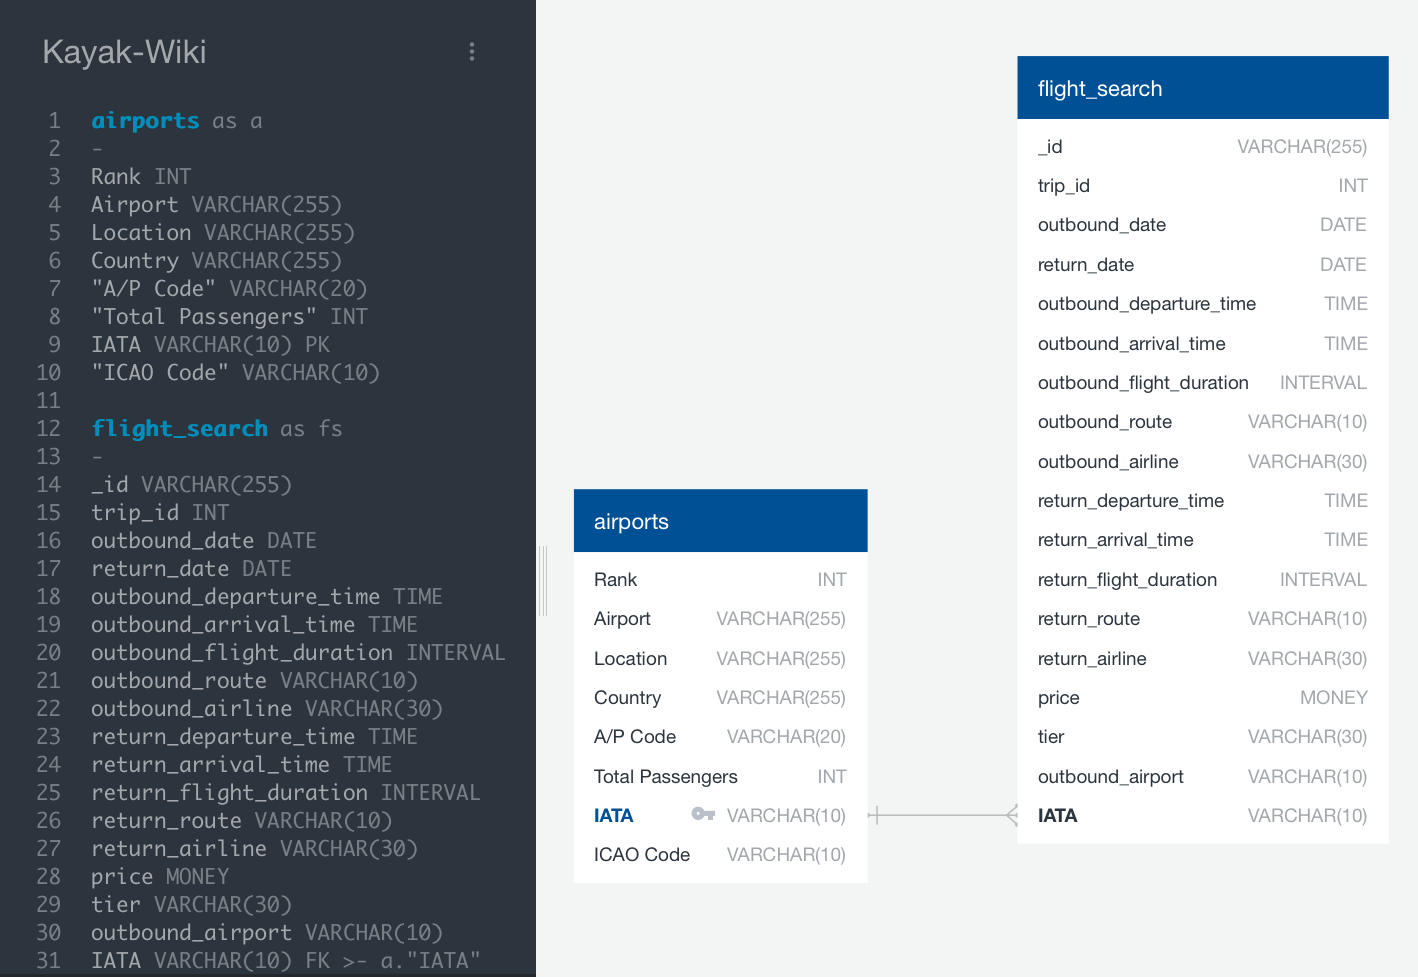 Kayak-Wiki
1 airports as a
2 -
3 Rank INT
4 Airport VARCHAR(255)
5 Location VARCHAR(255)
6 Country VARCHAR(255)
7 "A/P Code" VARCHAR(20)
8 "Total Passengers" INT
9 IATA VARCHAR(10) PK
10 "ICAO Code" VARCHAR(10)
11
12 flight_search as fs
13 -
14 _id VARCHAR(255)
15 trip_id INT
16 outbound_date DATE
17 return_date DATE
18 outbound_departure_time TIME
19 outbound_arrival_time TIME
20 outbound_flight_duration INTERVAL
21 outbound_route VARCHAR(10)
22 outbound_airline VARCHAR(30)
23 return_departure_time TIME
24 return_arrival_time TIME
25 return_flight_duration INTERVAL
26 return_route VARCHAR(10)
27 return_airline VARCHAR(30)
28 price MONEY
29 tier VARCHAR(30)
30 outbound_airport VARCHAR(10)
31 IATA VARCHAR(10) FK >- a."IATA"
airports
Rank INT
Airport VARCHAR(255)
Location VARCHAR(255)
Country VARCHAR(255)
A/P Code VARCHAR(20)
Total Passengers INT
IATA VARCHAR(10)
ICAO Code VARCHAR(10)
flight_search
_id VARCHAR(255)
trip_id INT
outbound_date DATE
return_date DATE
outbound_departure_time TIME
outbound_arrival_time TIME
outbound_flight_duration INTERVAL
outbound_route VARCHAR(10)
outbound_airline VARCHAR(30)
return_departure_time TIME
return_arrival_time TIME
return_flight_duration INTERVAL
return_route VARCHAR(10)
return_airline VARCHAR(30)
price MONEY
tier VARCHAR(30)
outbound_airport VARCHAR(10)
IATA VARCHAR(10)